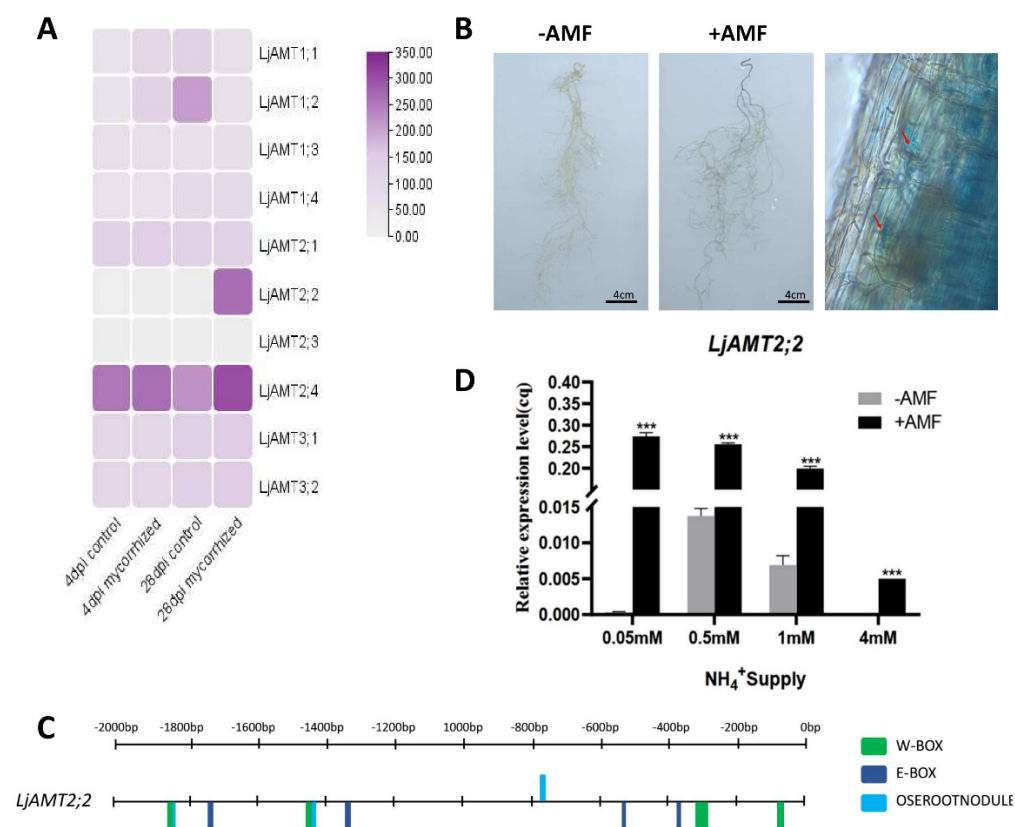 A
LjAMT1;1
LjAMT1;2
LjAMT1;3
LjAMT1;4
LjAMT2;1
LjAMT2;2
LjAMT2;3
LjAMT2;4
LjAMT3;1
LjAMT3;2
4dpi control
4dpi mycorrhized
28dpi control
28dpi mycorrhized
350.00
300.00
250.00
200.00
150.00
100.00
50.00
0.00
B
-AMF
+AMF
4cm
4cm
D
LjAMT2;2
Relative expression level(cq)
0.40
0.35
0.30
0.25
0.20
0.015
0.010
0.005
0.000
***
***
***
***
-AMF
+AMF
0.05mM
0.5mM
1mM
4mM
NH₄⁺Supply
C
-2000bp -1800bp -1600bp -1400bp -1200bp -1000bp -800bp -600bp -400bp -200bp 0bp
LjAMT2;2
W-BOX
E-BOX
OSEROOTNODULE